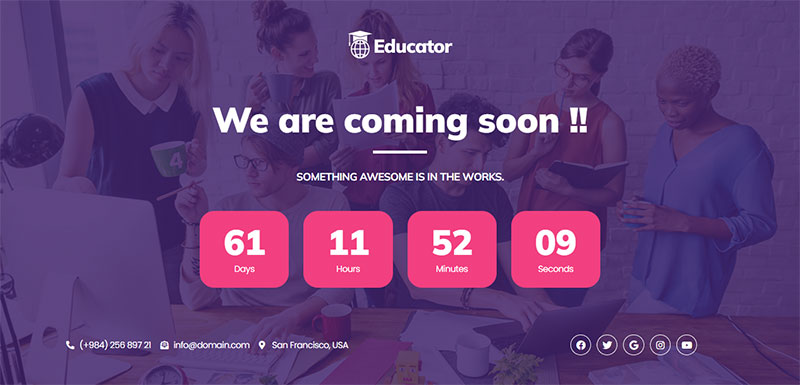 Educator
We are coming soon !!
SOMETHING AWESOME IS IN THE WORKS.
61 11 52 09
Days Hours Minutes Seconds
4
(+984) 256 897 21 info@domain.com San Francisco, USA